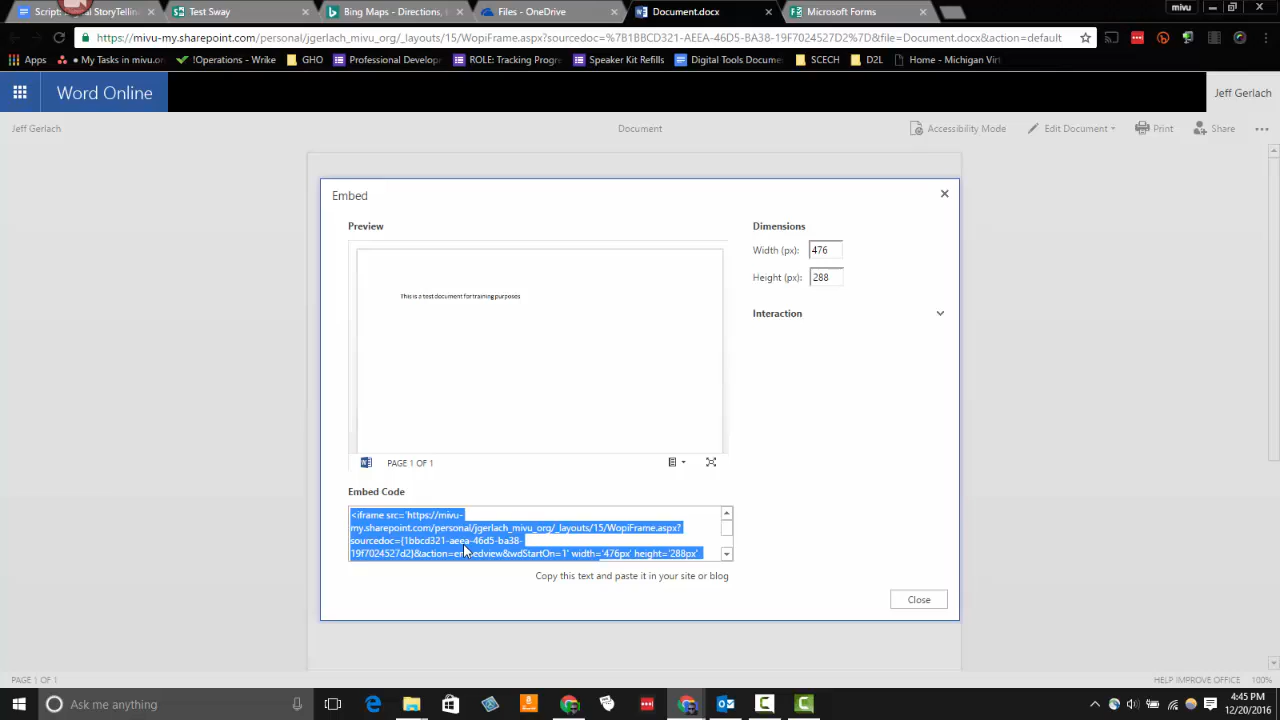 Script: 
Test Sway
Bing Maps - Directions,
Files - OneDrive
Document.docx
Microsoft Forms
mivu
https://mivu-my.sharepoint.com/personal/jgerlach_mivu_org/_layouts/15/WopiFrame.aspx?sourcedoc=%7B1BBCD321-AEEA-46D5-BA38-19F7024527D2%7D&file=Document.docx&action=default
Apps
My Tasks in mivu.or
!Operations - Wrike
GHO
Professional Develop
ROLE: Tracking Progr
Speaker Kit Refills
Digital Tools Docume
SCECH
D2L
Home - Michigan Virt
Word Online
Jeff Gerlach
Jeff Gerlach
Document
Accessibility Mode
Edit Document
Print
Share
Embed
Preview
This is a test document for training purposes
PAGE 1 OF 1
Dimensions
Width (px): 476
Height (px): 288
Interaction
Embed Code
<iframe src='https://mivu-
my.sharepoint.com/personal/jgerlach_mivu_org/_layouts/15/WopiFrame.aspx?
sourcedoc={1bbcd321-aeea-46d5-ba38-
19f7024527d2}&action=embedview&wdStartOn=1' width='476px' height='288px'
Copy this text and paste it in your site or blog
Close
PAGE 1 OF 1
HELP IMPROVE OFFICE
100%
Ask me anything
4:45 PM
12/20/2016